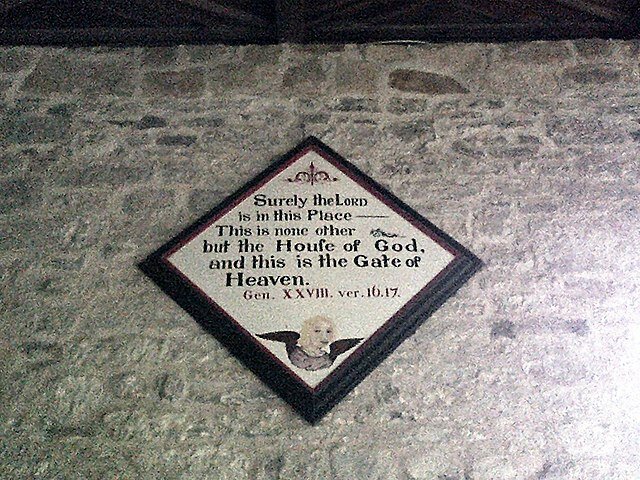 Surely the LORD
is in this Place
This is none other
but the Houſe of God,
and this is the Gate of
Heaven.
Gen. XXVIII. ver. 16.17.